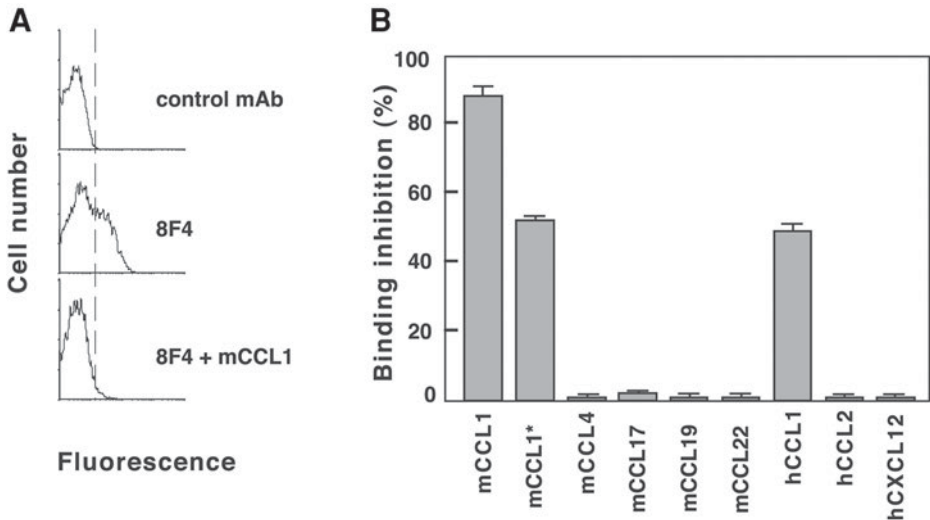 A
control mAb
8F4
8F4 + mCCL1
Cell number
Fluorescence
B
Binding inhibition (%)
100
80
60
40
20
0
mCCL1
mCCL1*
mCCL4
mCCL17
mCCL19
mCCL22
hCCL1
hCCL2
hCXCL12